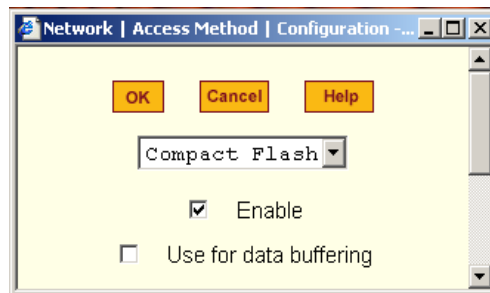 Network | Access Method | Configuration -...
OK Cancel Help
Compact Flash
Enable
Use for data buffering